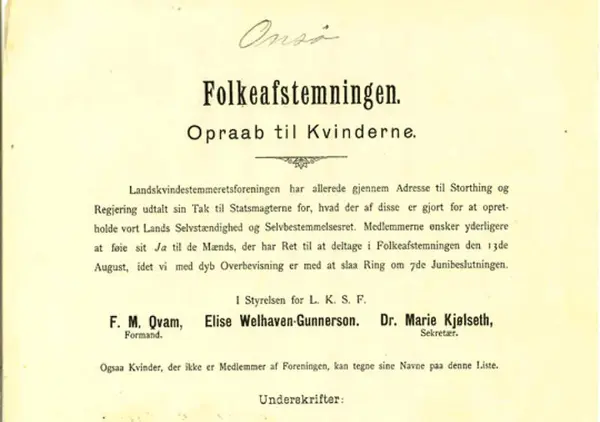 Onsø
Folkeafstemningen.
Opraab til Kvinderne.
Landskvindestemmeretsforeningen har allerede gjennem Adresse til Storthing og
Regjering udtalt sin Tak til Statsmagterne for, hvad der af disse er gjort for at opret-
holde vort Lands Selvstændighed og Selvbestemmelsesret. Medlemmerne ønsker yderligere
at føie sit Ja til de Mænds, der har Ret til at deltage i Folkeafstemningen den 13de
August, idet vi med dyb Overbevisning er med at slaa Ring om 7de Junibeslutningen.
I Styrelsen for L. K. S. F.
F. M. Qvam, Elise Welhaven-Gunnerson. Dr. Marie Kjølseth,
Formand. Sekretær.
Ogsaa Kvinder, der ikke er Medlemmer af Foreningen, kan tegne sine Navne paa denne Liste.
Underskrifter: